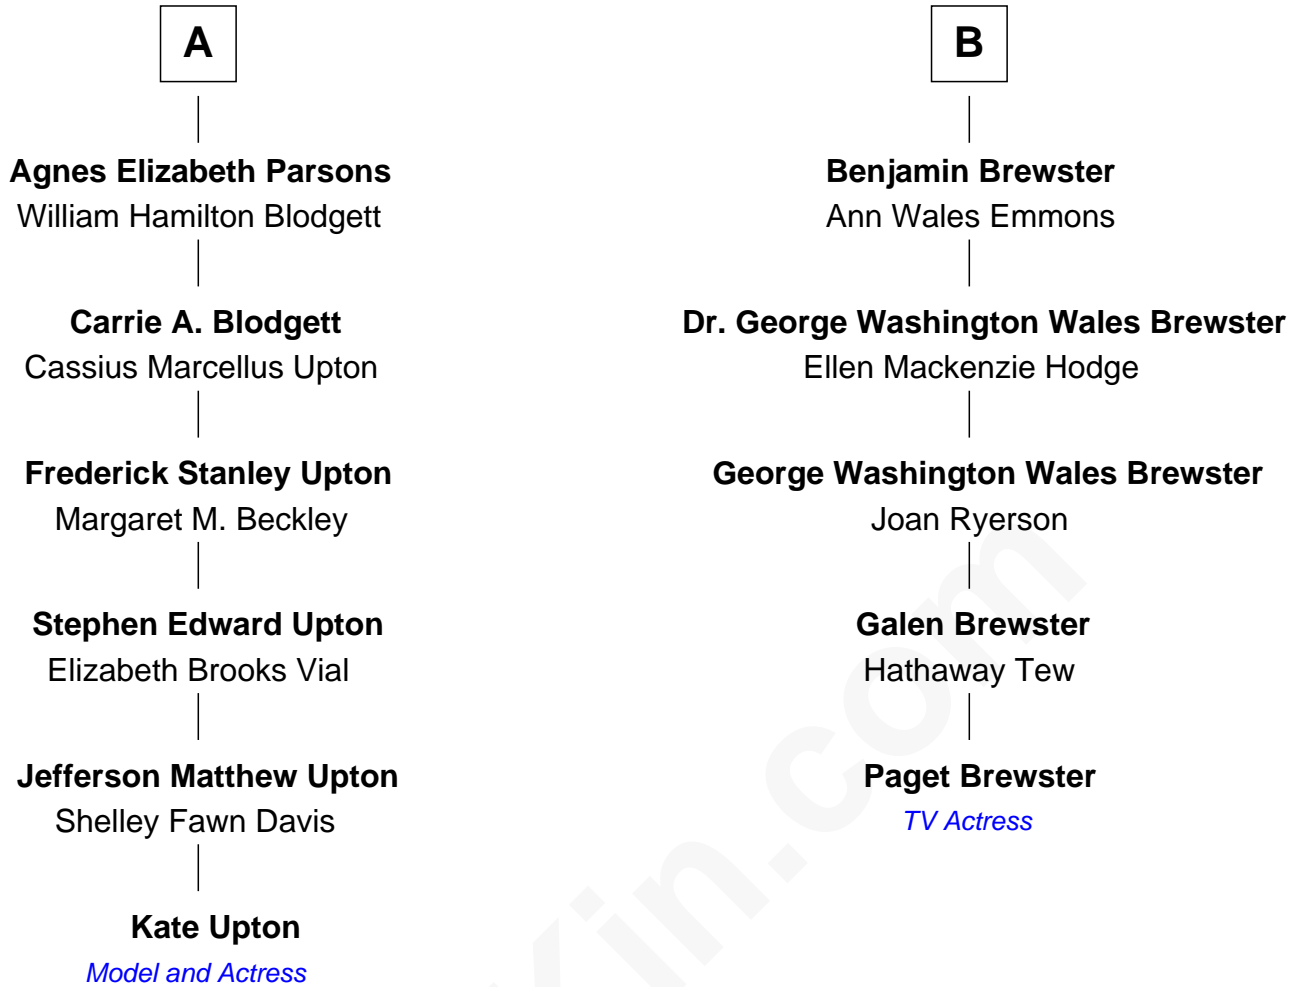 A
Agnes Elizabeth Parsons
William Hamilton Blodgett
Carrie A. Blodgett
Cassius Marcellus Upton
Frederick Stanley Upton
Margaret M. Beckley
Stephen Edward Upton
Elizabeth Brooks Vial
Jefferson Matthew Upton
Shelley Fawn Davis
Kate Upton
Model and Actress
B
Benjamin Brewster
Ann Wales Emmons
Dr. George Washington Wales Brewster
Ellen Mackenzie Hodge
George Washington Wales Brewster
Joan Ryerson
Galen Brewster
Hathaway Tew
Paget Brewster
TV Actress